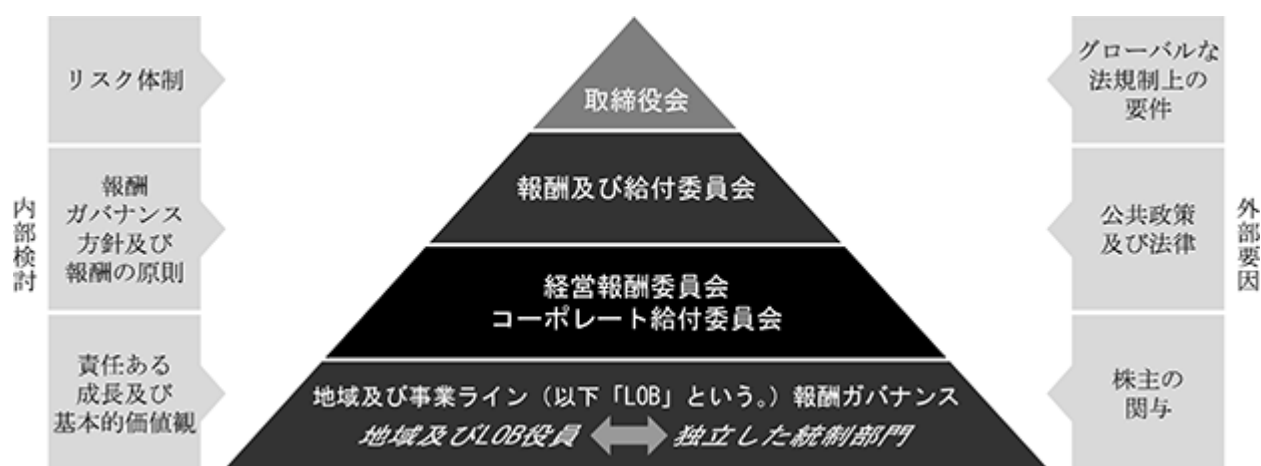 内部検討
リスク体制
報酬
ガバナンス
方針及び
報酬の原則
責任ある
成長及び
基本的価値観
取締役会
報酬及び給付委員会
経営報酬委員会
コーポレート給付委員会
地域及び事業ライン（以下「LOB」という。）報酬ガバナンス
地域及びLOB役員
独立した統制部門
グローバルな
法規制上の
要件
公共政策
及び法律
株主の
関与
外部要因